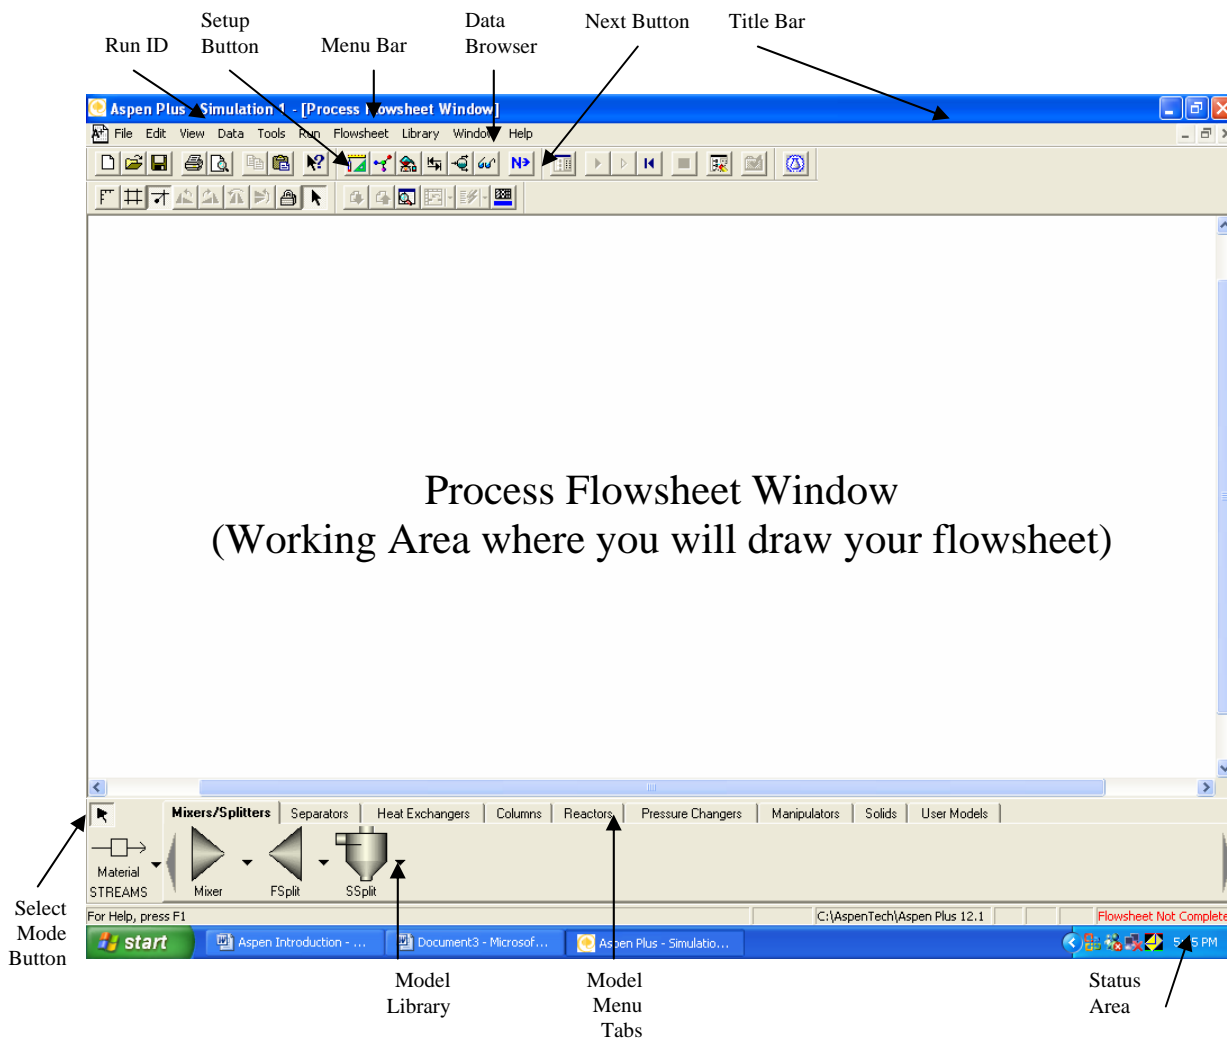 Setup
Button
Run ID
Menu Bar
Data
Browser
Next Button
Title Bar
Aspen Plus - Simulation 1 - [Process Flowsheet Window]
File Edit View Data Tools Run Flowsheet Library Window Help
N
Process Flowsheet Window
(Working Area where you will draw your flowsheet)
Mixers/Splitters Separators Heat Exchangers Columns Reactors Pressure Changers Manipulators Solids User Models
Material
STREAMS
Mixer
FSplit
SSplit
For Help, press F1
C:\AspenTech\Aspen Plus 12.1
Flowsheet Not Complete
start
Aspen Introduction - ...
Document3 - Microsof...
Aspen Plus - Simulatio...
PM
Select
Mode
Button
Model
Library
Model
Menu
Tabs
Status
Area